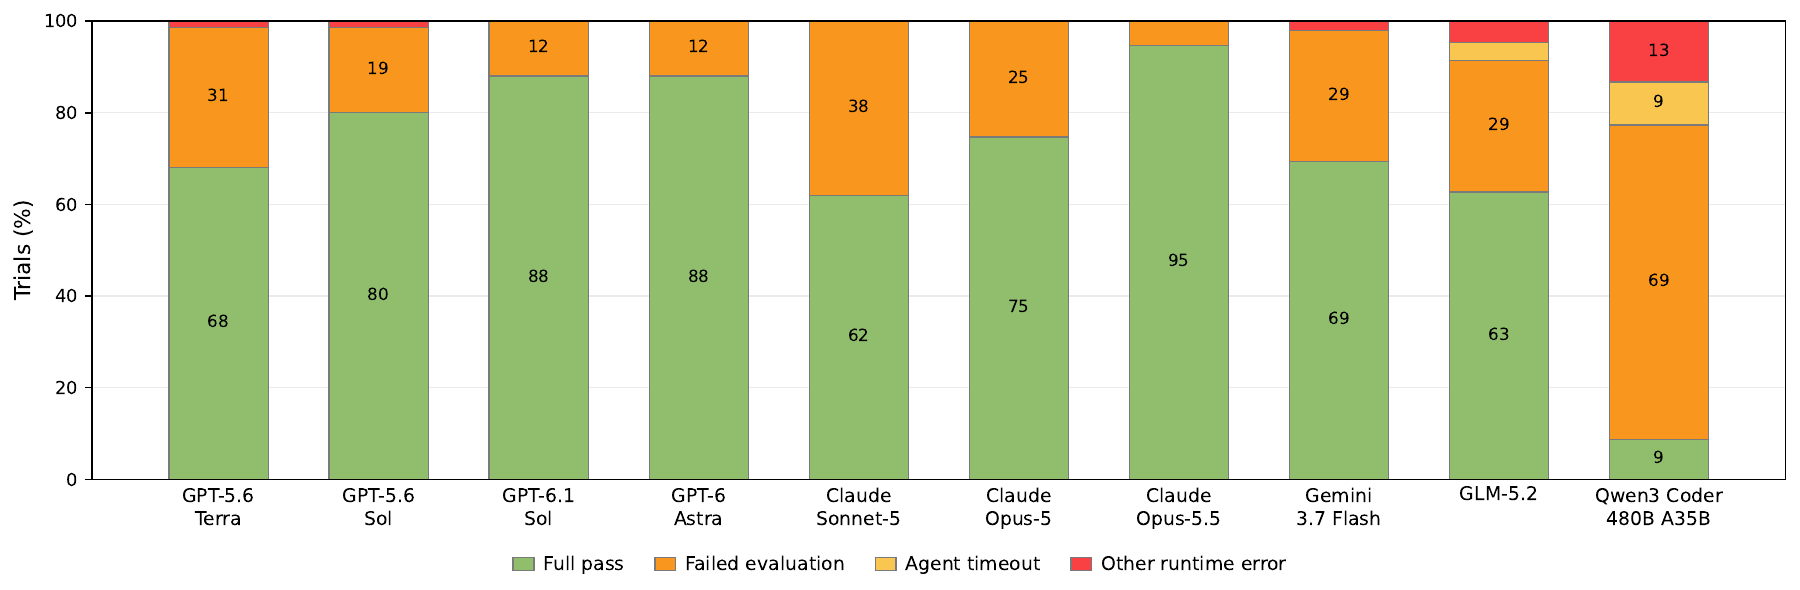 100
80
60
40
20
0
Trials (%)
31
68
19
80
12
88
12
88
38
62
25
75
95
29
69
29
63
13
9
69
9
GPT-5.6
Terra
GPT-5.6
Sol
GPT-6.1
Sol
GPT-6
Astra
Claude
Sonnet-5
Claude
Opus-5
Claude
Opus-5.5
Gemini
3.7 Flash
GLM-5.2
Qwen3 Coder
480B A35B
Full pass
Failed evaluation
Agent timeout
Other runtime error